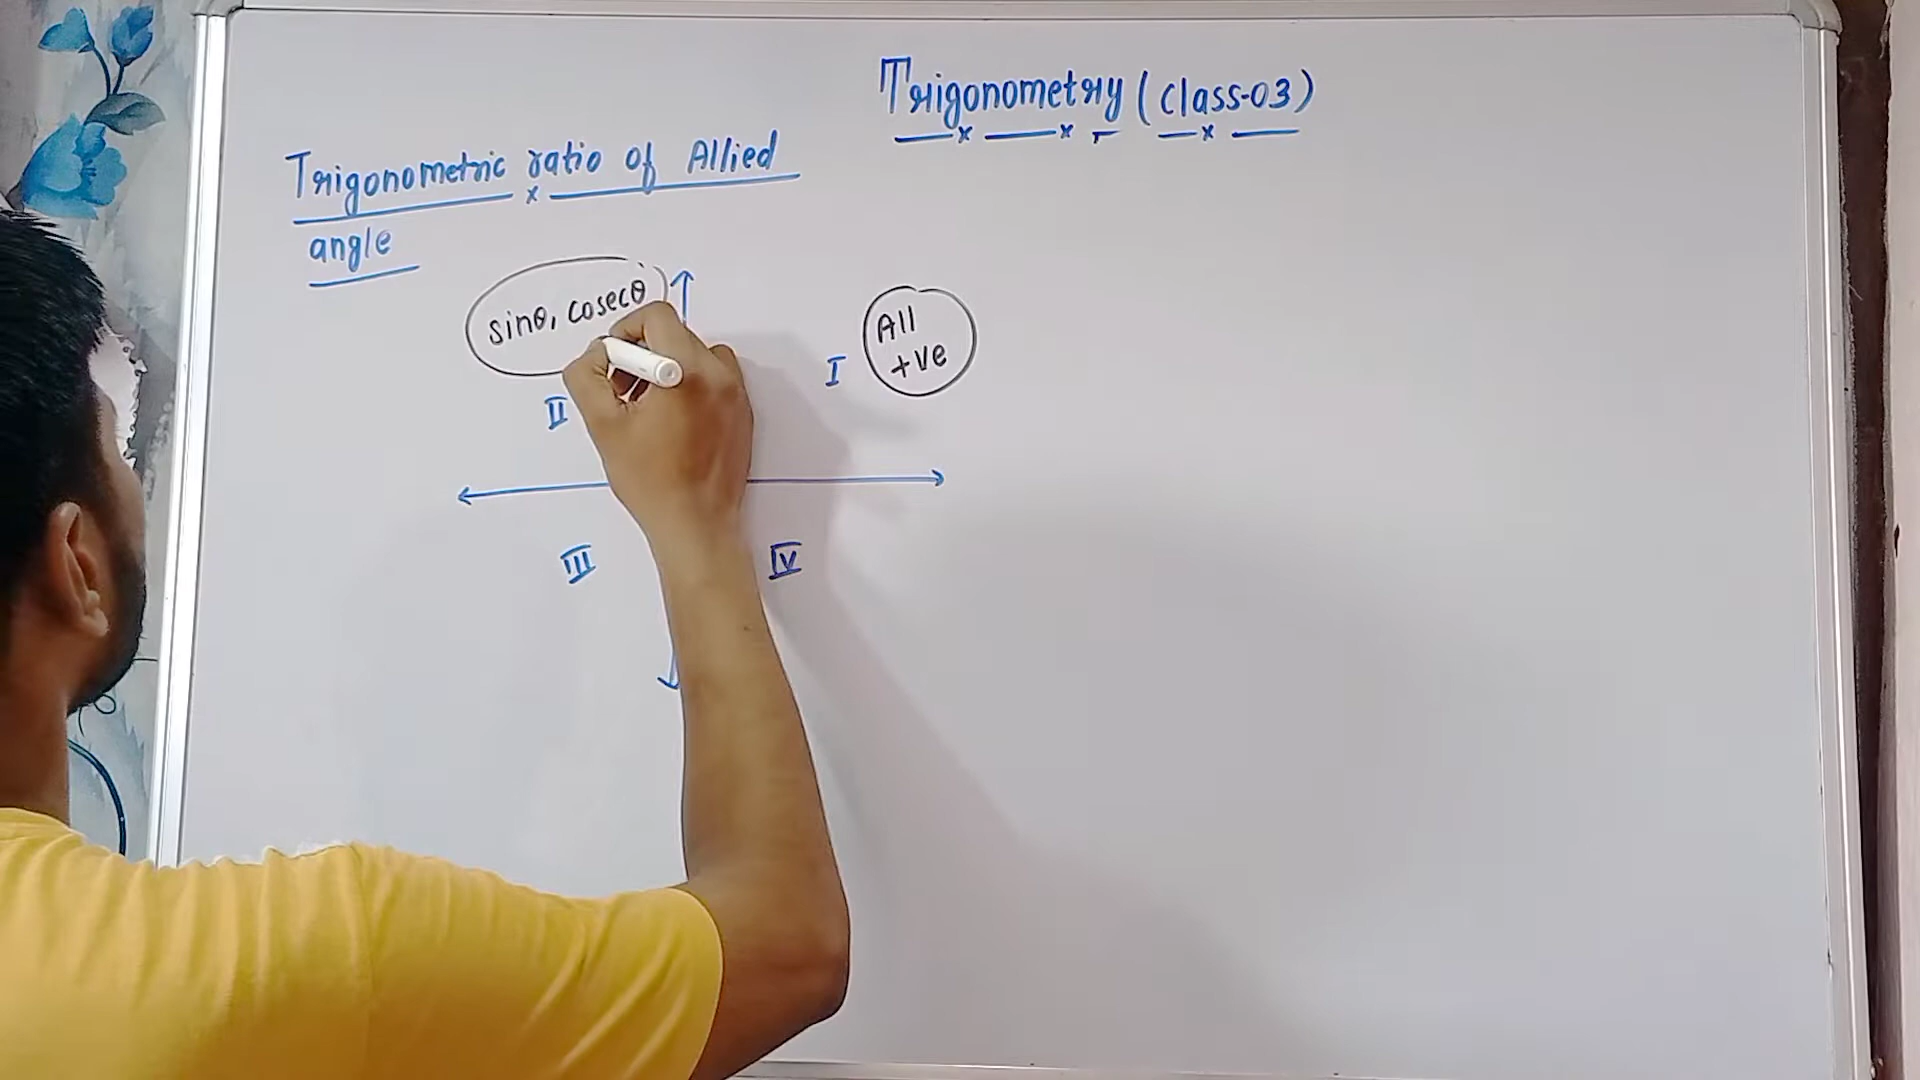 Trigonometry (Class-03)
Trigonometric ratio of Allied
angle
sinθ, cosecθ
All
+ve
I
II
III
IV